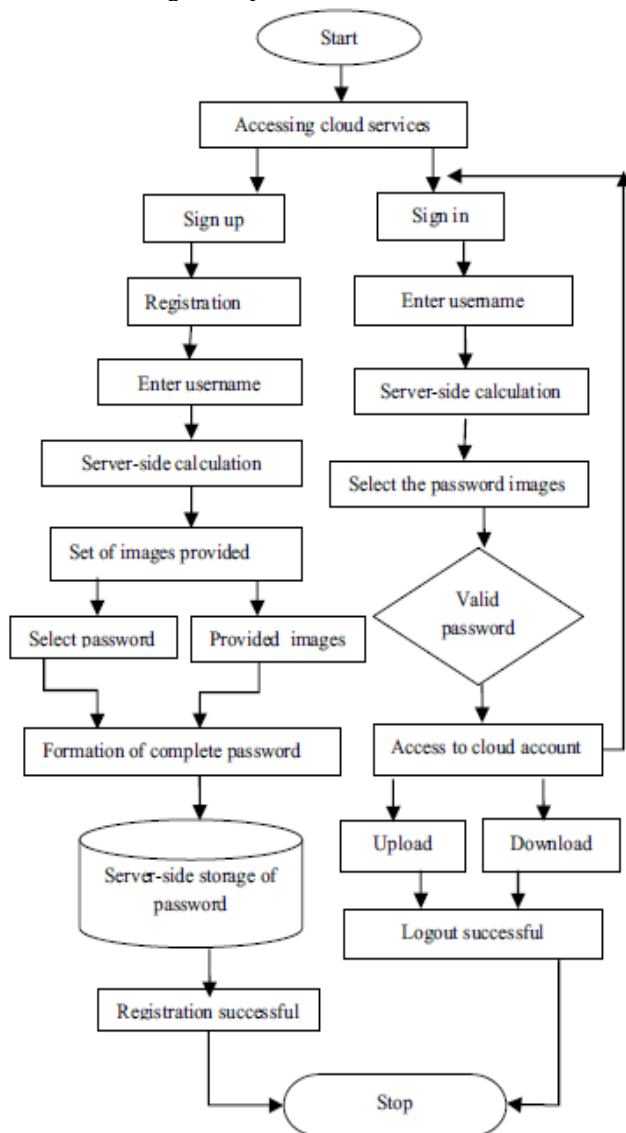 Start
Accessing cloud services
Sign up
Sign in
Registration
Enter username
Enter username
Server-side calculation
Server-side calculation
Select the password images
Set of images provided
Valid
password
Select password
Provided images
Formation of complete password
Access to cloud account
Upload
Download
Server-side storage of
password
Logout successful
Registration successful
Stop